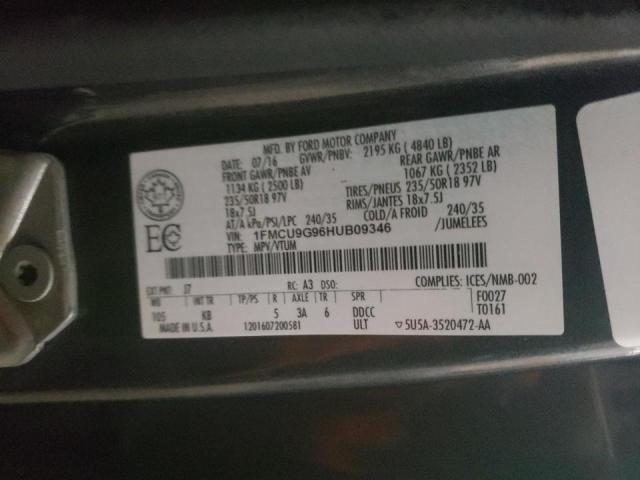 MFD. BY FORD MOTOR COMPANY
DATE: 07/16 GVWR/PNBV: 2195 KG ( 4840 LB)
FRONT GAWR/PNBE AV REAR GAWR/PNBE AR
1134 KG ( 2500 LB) 1067 KG ( 2352 LB)
235/50R18 97V TIRES/PNEUS 235/50R18 97V
18x7.5J RIMS/JANTES 18x7.5J
AT/A kPa/PSI/LPC 240/35 COLD/A FROID 240/35
VIN: 1FMCU9G96HUB09346 /JUMELEES
TYPE: MPV/VTUM
EC
EXT PNT: J7 RC: A3 DSO: COMPLIES: ICES/NMB-002
WB INT TR TP/PS R AXLE TR SPR F0027
105 KB 5 3A 6 DDCC T0161
MADE IN U.S.A. 1201607200581 ULT ▽ 5U5A-3520472-AA